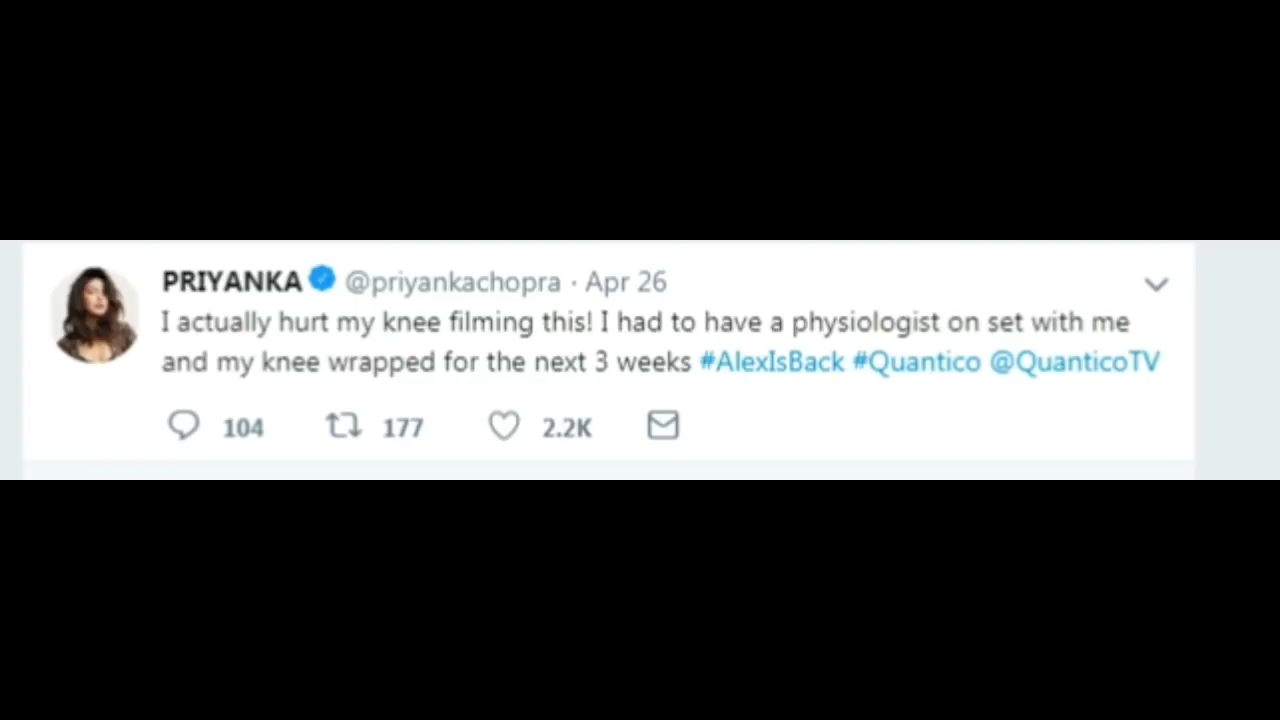 PRIYANKA @priyankachopra · Apr 26
I actually hurt my knee filming this! I had to have a physiologist on set with me
and my knee wrapped for the next 3 weeks #AlexIsBack #Quantico @QuanticoTV
104 177 2.2K